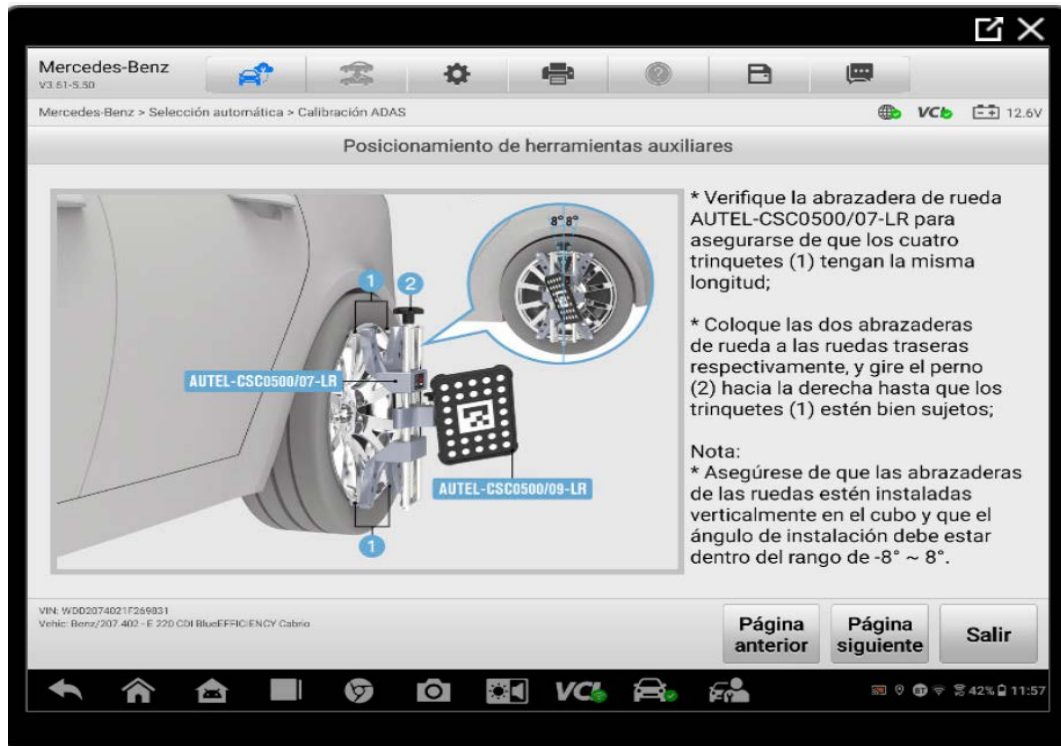 Mercedes-Benz
V3.61-5.50
Mercedes-Benz > Selección automática > Calibración ADAS
VCI 12.6V
Posicionamiento de herramientas auxiliares
8° 8°
1
2
AUTEL-CSC0500/07-LR
AUTEL-CSC0500/09-LR
1
* Verifique la abrazadera de rueda
AUTEL-CSC0500/07-LR para
asegurarse de que los cuatro
trinquetes (1) tengan la misma
longitud;
* Coloque las dos abrazaderas
de rueda a las ruedas traseras
respectivamente, y gire el perno
(2) hacia la derecha hasta que los
trinquetes (1) estén bien sujetos;
Nota:
* Asegúrese de que las abrazaderas
de las ruedas estén instaladas
verticalmente en el cubo y que el
ángulo de instalación debe estar
dentro del rango de -8° ~ 8°.
VIN: WDD2074021F269831
Vehic: Benz/207.402 - E 220 CDI BlueEFFICIENCY Cabrio
Página
anterior
Página
siguiente
Salir
VCI
BT 42% 11:57